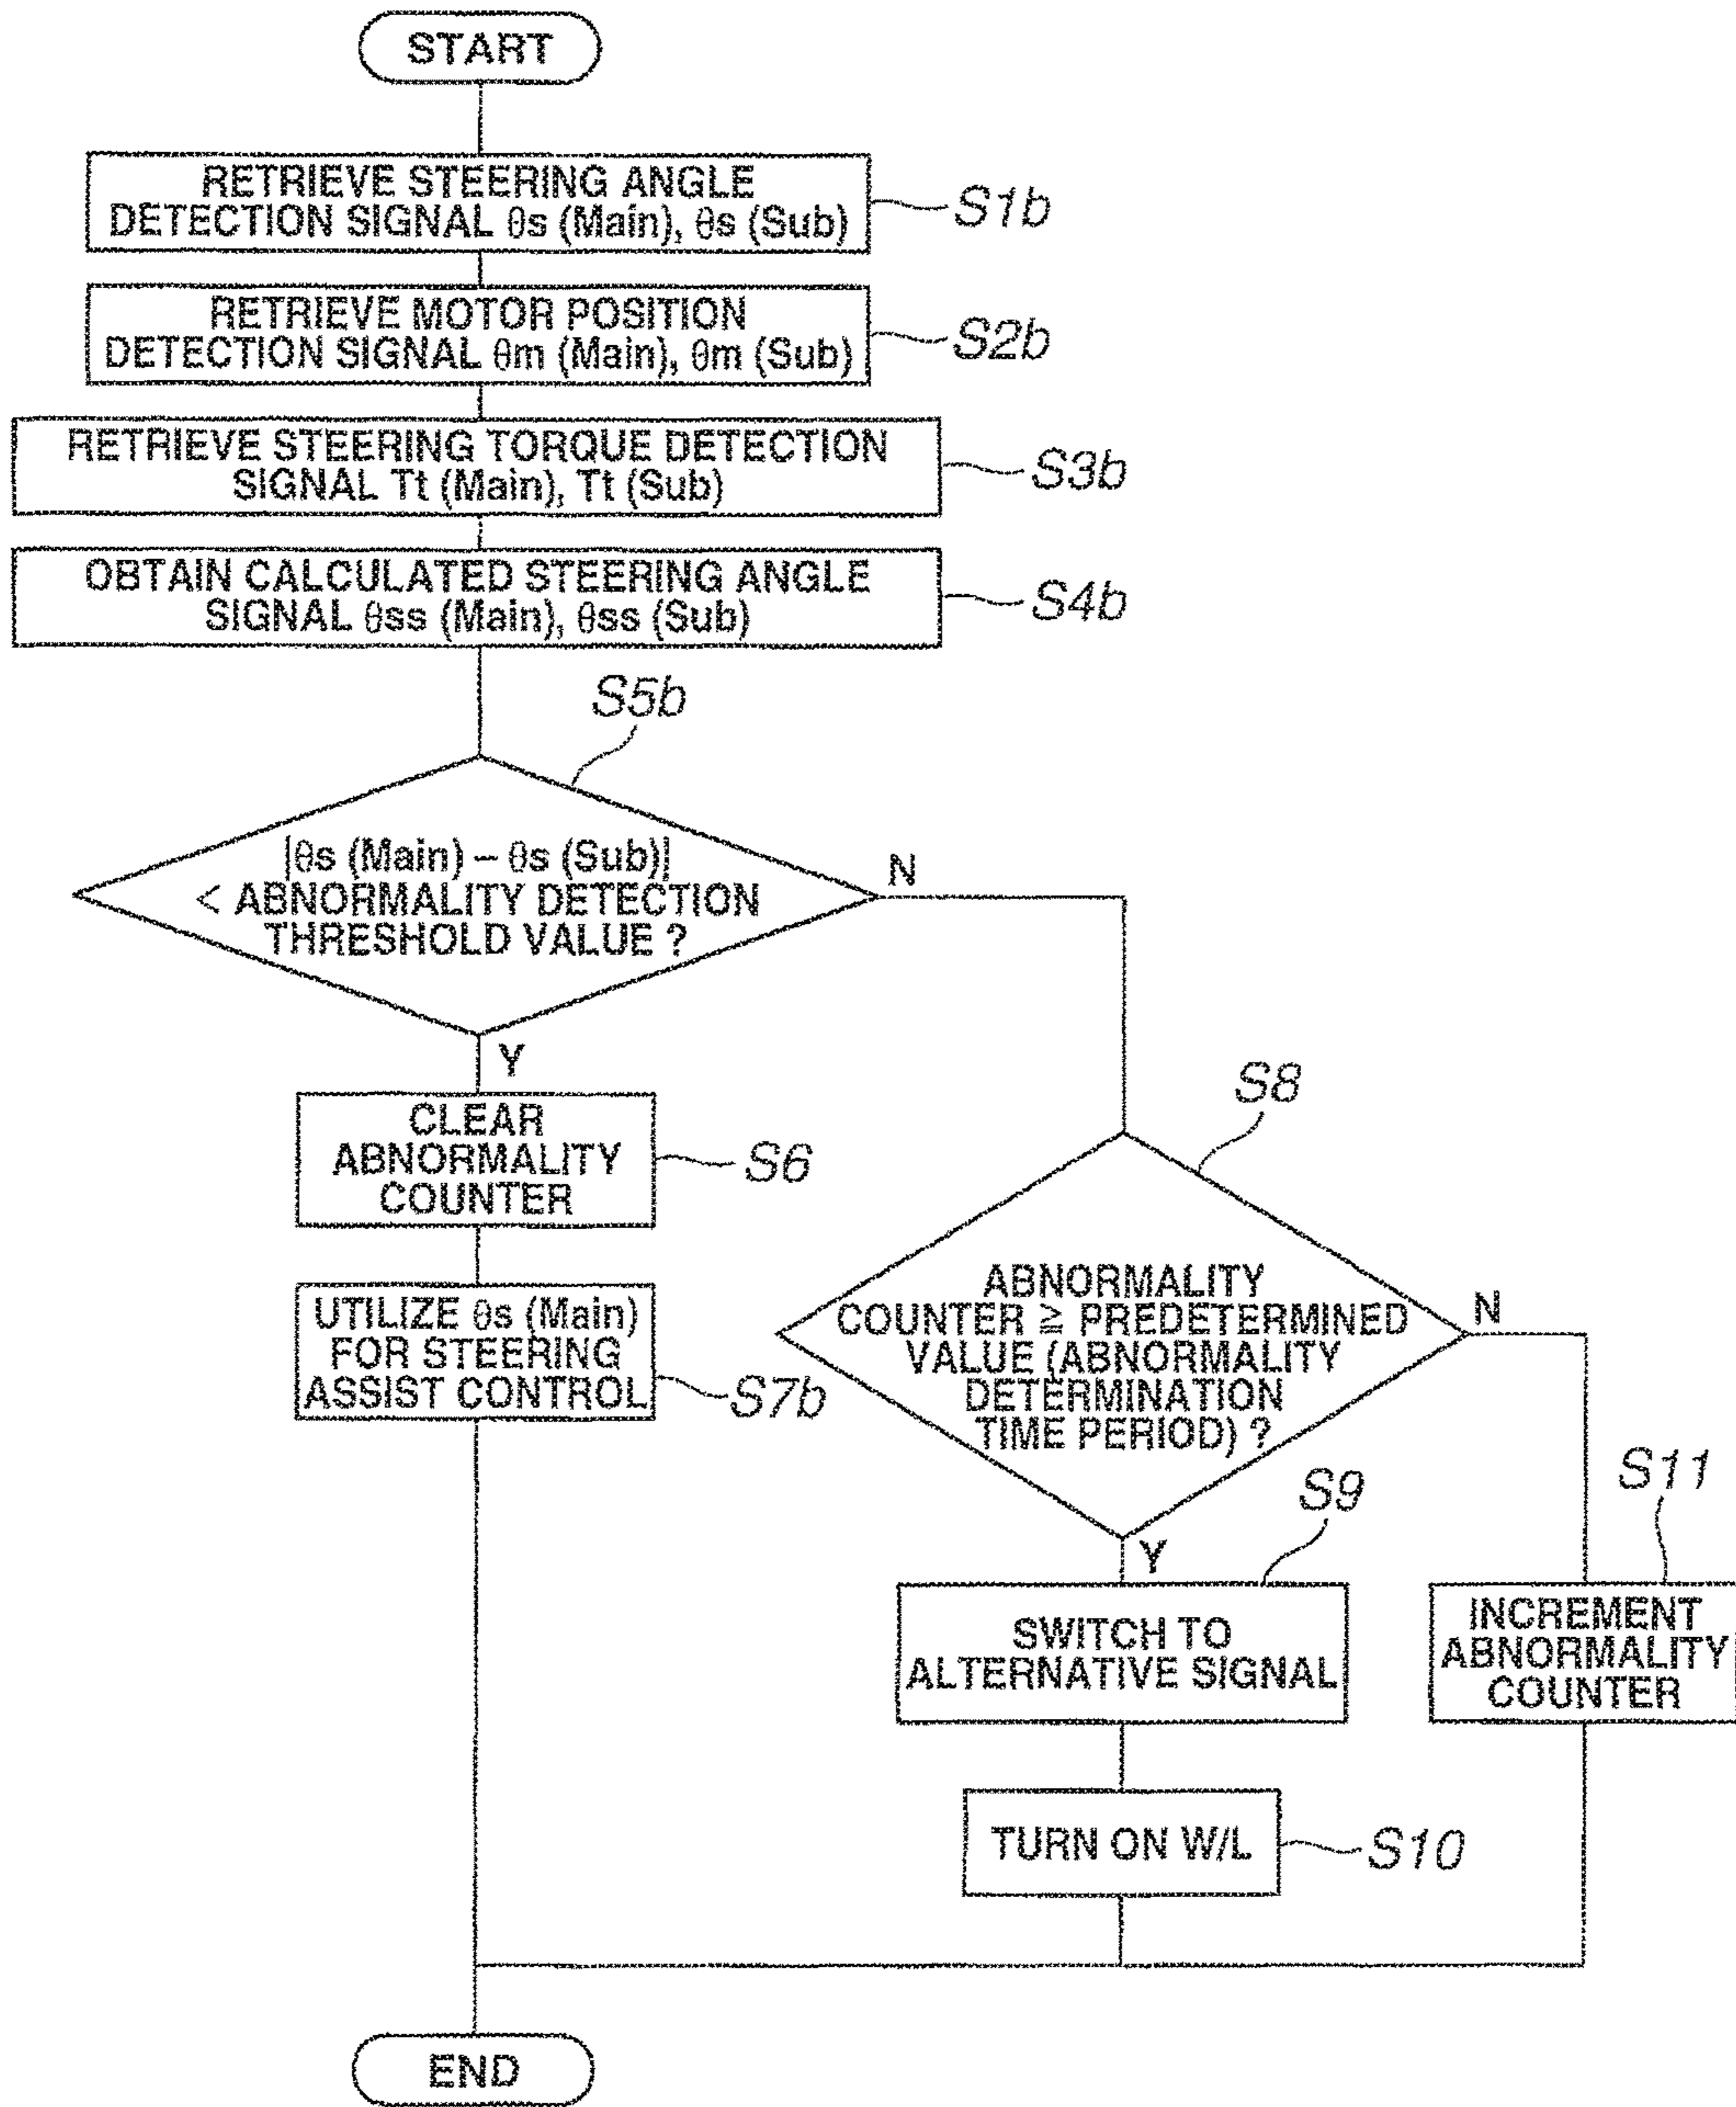 START
RETRIEVE STEERING ANGLE
DETECTION SIGNAL θs (Main), θs (Sub)
S1b
RETRIEVE MOTOR POSITION
DETECTION SIGNAL θm (Main), θm (Sub)
S2b
RETRIEVE STEERING TORQUE DETECTION
SIGNAL Tt (Main), Tt (Sub)
S3b
OBTAIN CALCULATED STEERING ANGLE
SIGNAL θss (Main), θss (Sub)
S4b
S5b
|θs (Main) – θs (Sub)|
< ABNORMALITY DETECTION
THRESHOLD VALUE ?
N
Y
CLEAR
ABNORMALITY
COUNTER
S6
UTILIZE θs (Main)
FOR STEERING
ASSIST CONTROL
S7b
S8
ABNORMALITY
COUNTER ≧ PREDETERMINED
VALUE (ABNORMALITY
DETERMINATION
TIME PERIOD) ?
N
Y
S9
SWITCH TO
ALTERNATIVE SIGNAL
S11
INCREMENT
ABNORMALITY
COUNTER
TURN ON W/L
S10
END